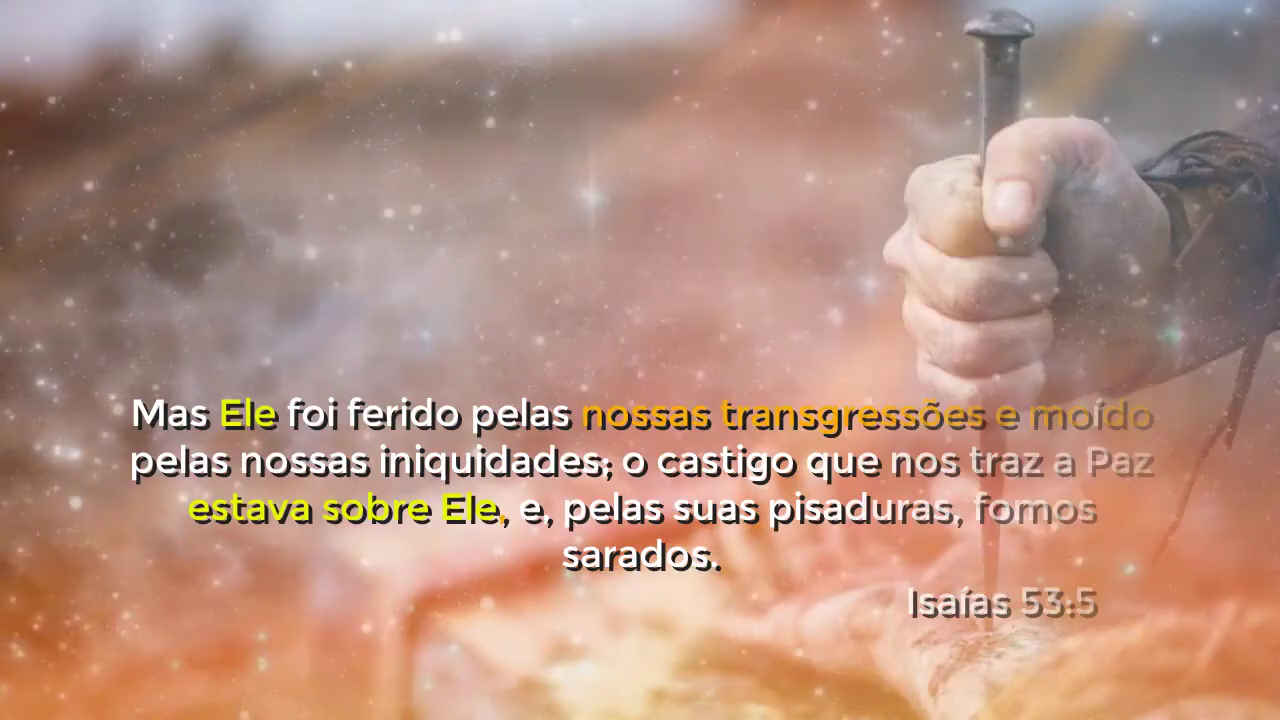 Mas Ele foi ferido pelas nossas transgressões e moído
pelas nossas iniquidades; o castigo que nos traz a Paz
estava sobre Ele, e, pelas suas pisaduras, fomos
sarados.
Isaías 53:5